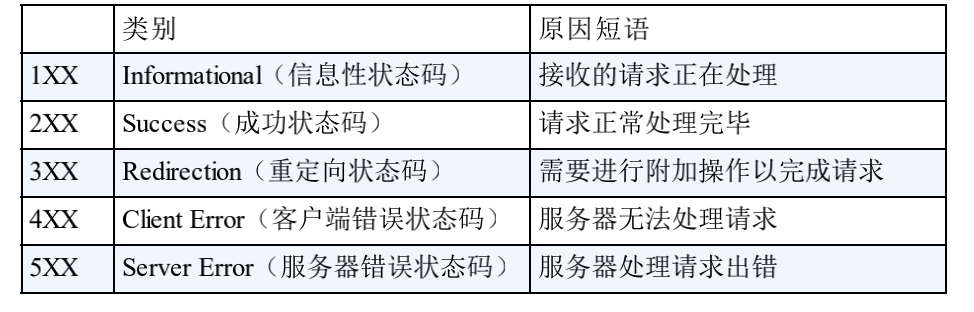 类别 原因短语
1XX Informational（信息性状态码） 接收的请求正在处理
2XX Success（成功状态码） 请求正常处理完毕
3XX Redirection（重定向状态码） 需要进行附加操作以完成请求
4XX Client Error（客户端错误状态码） 服务器无法处理请求
5XX Server Error（服务器错误状态码） 服务器处理请求出错